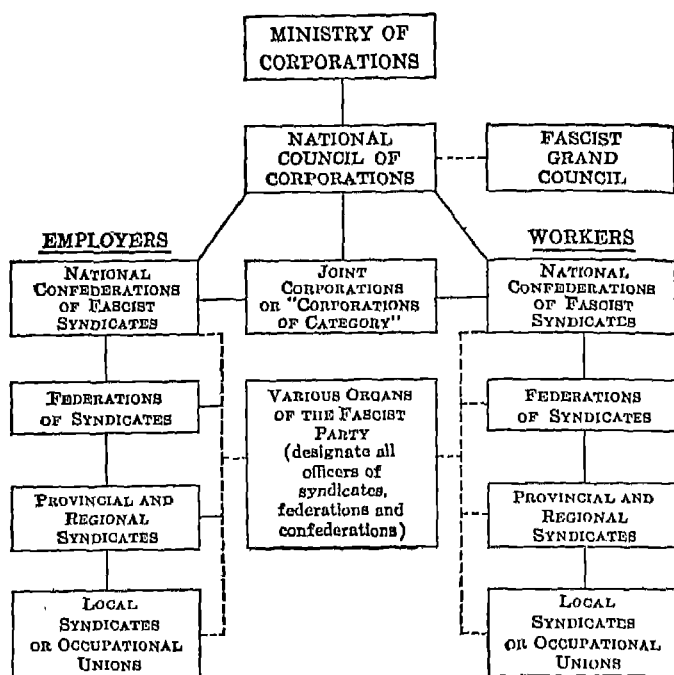 MINISTRY OF
CORPORATIONS
NATIONAL
COUNCIL OF
CORPORATIONS
FASCIST
GRAND
COUNCIL
EMPLOYERS
WORKERS
NATIONAL
CONFEDERATIONS
OF FASCIST
SYNDICATES
JOINT
CORPORATIONS
OR "CORPORATIONS
OF CATEGORY"
NATIONAL
CONFEDERATIONS
OF FASCIST
SYNDICATES
FEDERATIONS
OF SYNDICATES
VARIOUS ORGANS
OF THE FASCIST
PARTY
(designate all
officers of
syndicates,
federations and
confederations)
FEDERATIONS
OF SYNDICATES
PROVINCIAL AND
REGIONAL
SYNDICATES
PROVINCIAL AND
REGIONAL
SYNDICATES
LOCAL
SYNDICATES
OR OCCUPATIONAL
UNIONS
LOCAL
SYNDICATES
OR OCCUPATIONAL
UNIONS